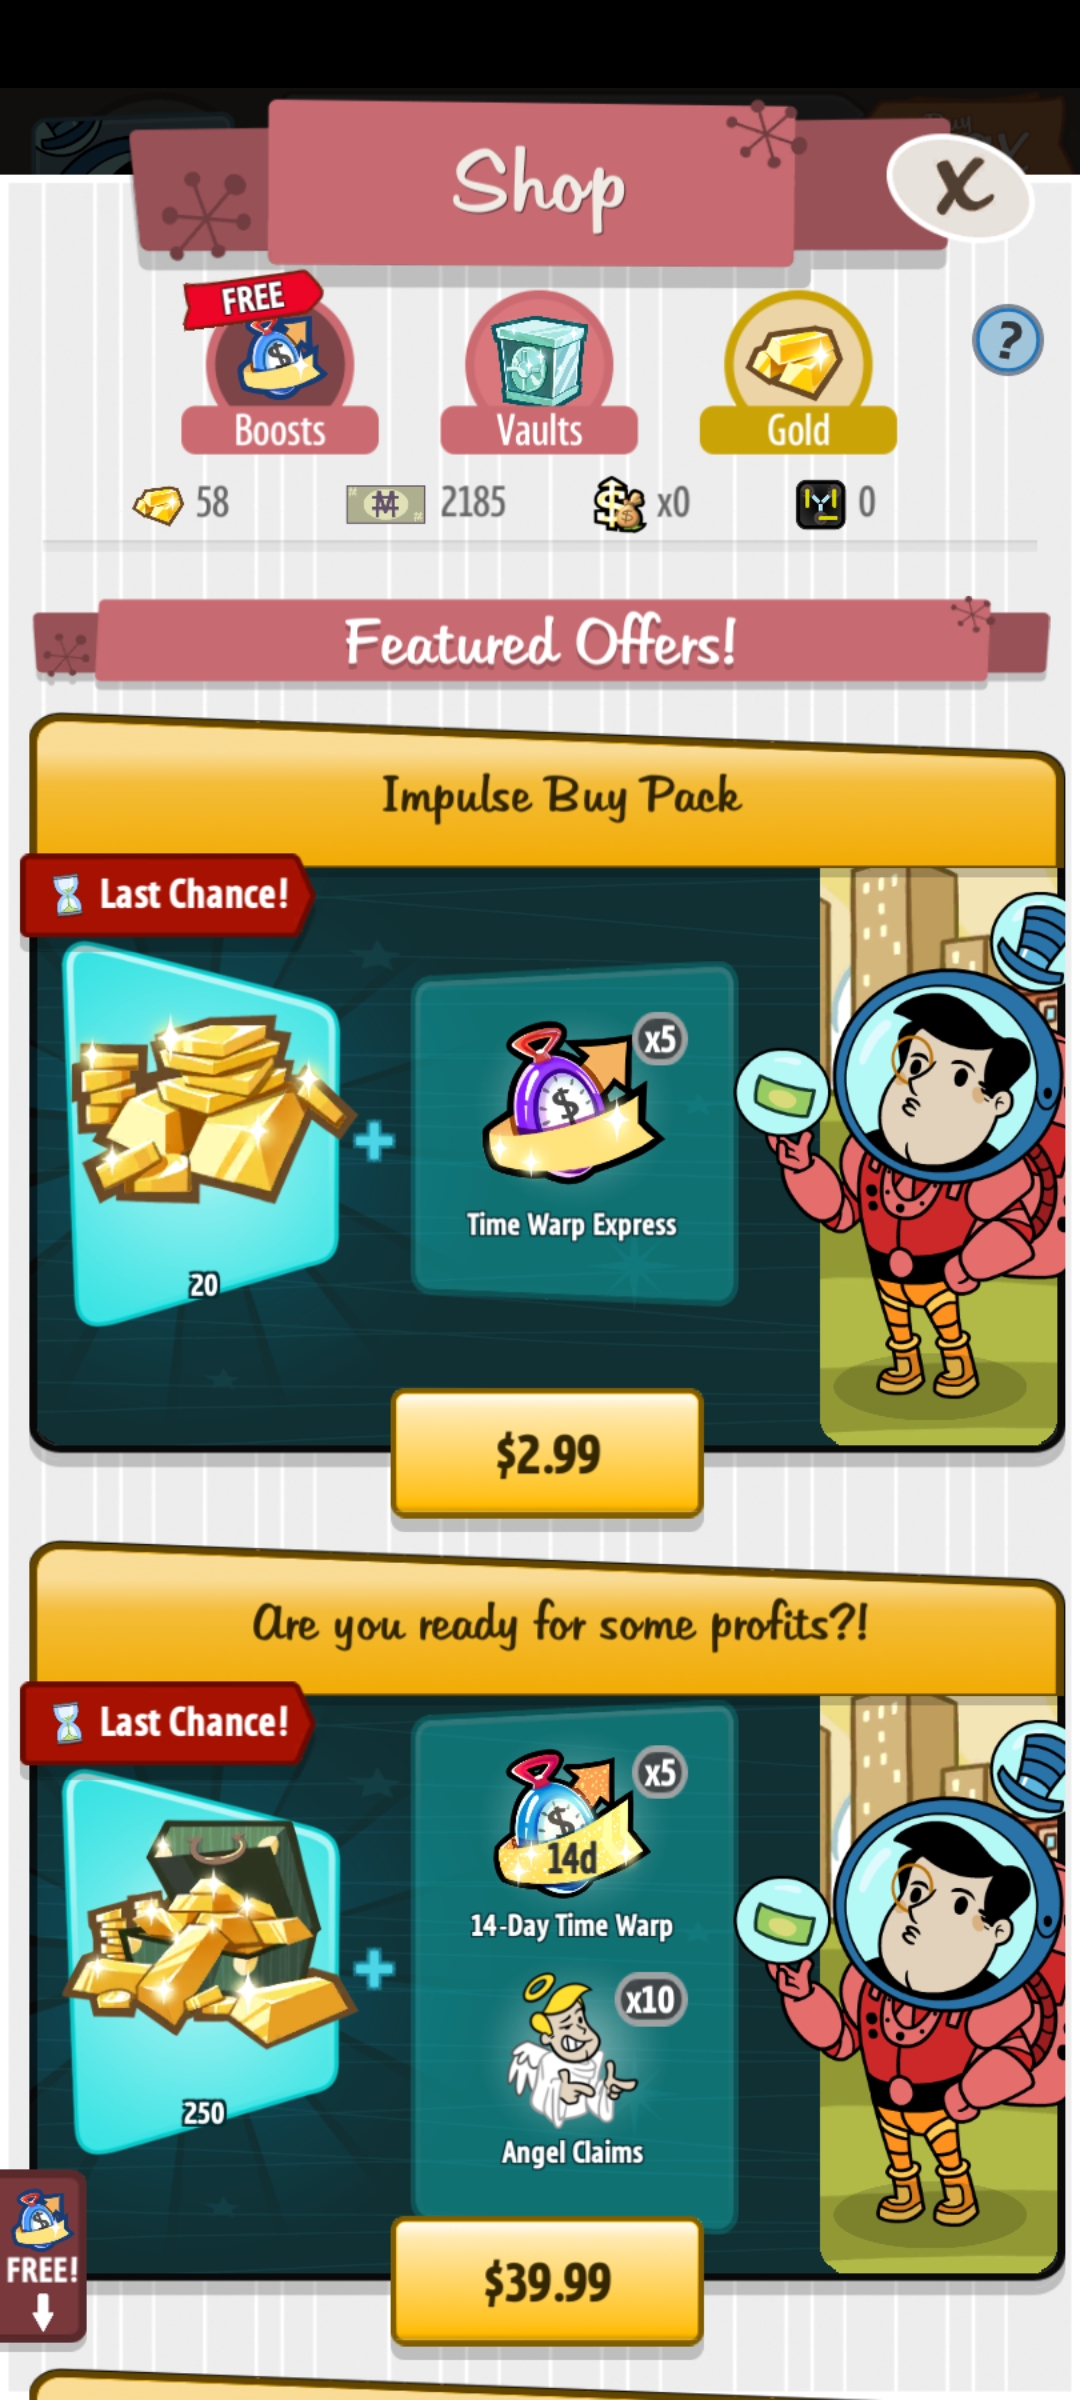 Shop
X
FREE
Boosts
Vaults
Gold
?
58
2185
x0
0
Featured Offers!
Impulse Buy Pack
Last Chance!
x5
Time Warp Express
20
$2.99
Are you ready for some profits?!
Last Chance!
x5
14d
14-Day Time Warp
x10
Angel Claims
250
FREE!
$39.99